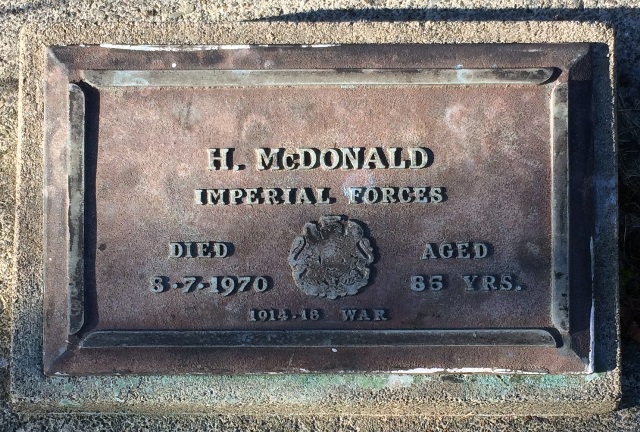 H. McDONALD
IMPERIAL FORCES
DIED AGED
8·7·1970 86 YRS.
1914-18 WAR